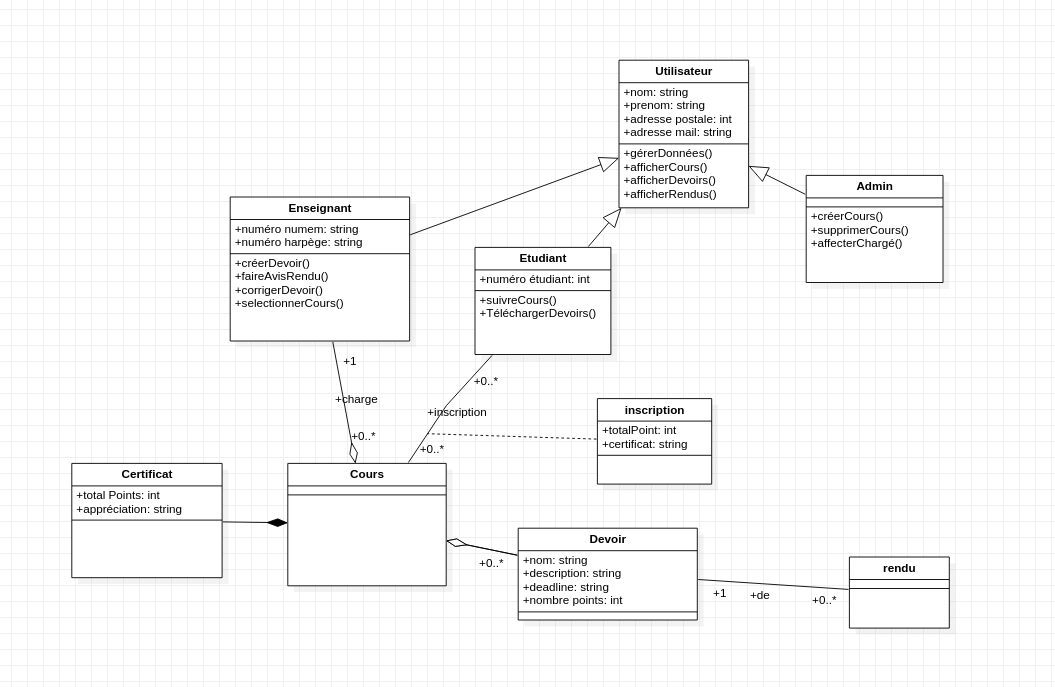 Utilisateur
+nom: string
+prenom: string
+adresse postale: int
+adresse mail: string
+gérerDonnées()
+afficherCours()
+afficherDevoirs()
+afficherRendus()
Admin
+créerCours()
+supprimerCours()
+affecterChargé()
Enseignant
+numéro numem: string
+numéro harpège: string
+créerDevoir()
+faireAvisRendu()
+corrigerDevoir()
+selectionnerCours()
Etudiant
+numéro étudiant: int
+suivreCours()
+TéléchargerDevoirs()
+1
+charge
+0..*
+0..*
+inscription
+0..*
inscription
+totalPoint: int
+certificat: string
Certificat
+total Points: int
+appréciation: string
Cours
+0..*
Devoir
+nom: string
+description: string
+deadline: string
+nombre points: int
+1
+de
+0..*
rendu